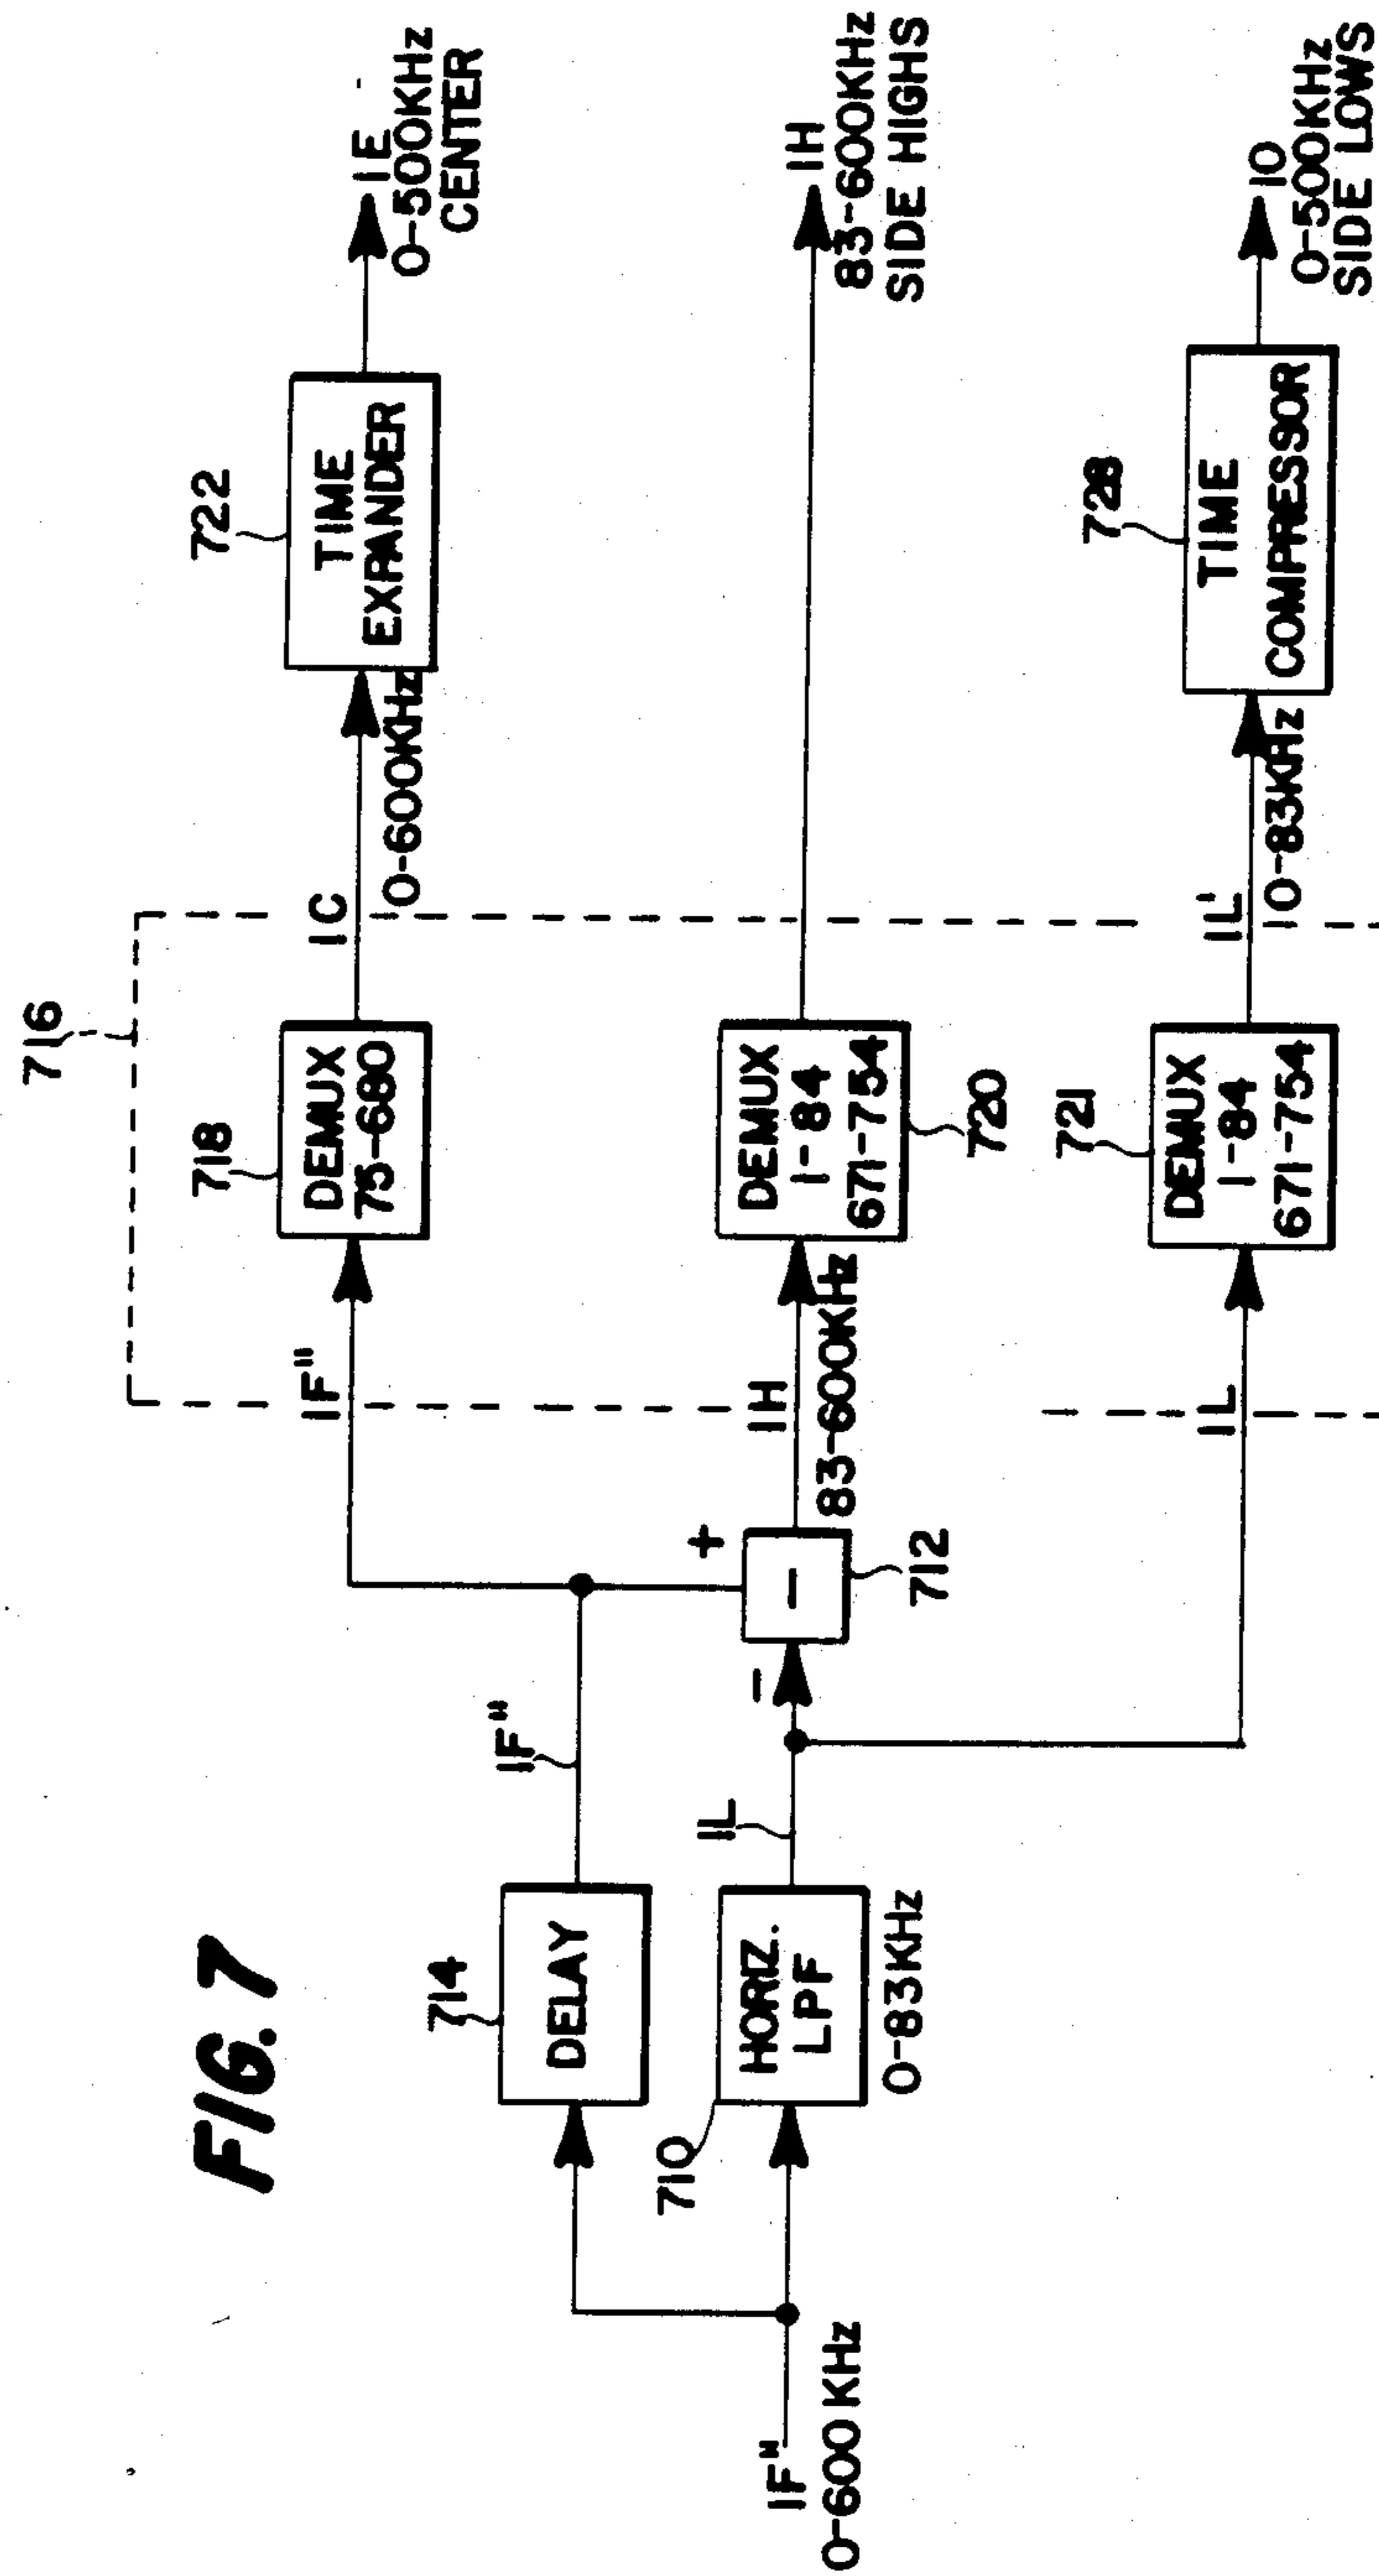 FIG. 7
716
718
DEMUX
75-680
IF"
IC
0-600KHz
722
TIME
EXPANDER
IE
0-500KHz
CENTER
714
DELAY
IF"
+
IF"
0-600 KHz
710
HORIZ.
LPF
0-83KHz
IL
-
-
712
IH
83-600KHz
DEMUX
1-84
671-754
720
IH
83-600KHz
SIDE HIGHS
IL
721
DEMUX
1-84
671-754
IL'
0-83KHz
728
TIME
COMPRESSOR
IO
0-500KHz
SIDE LOWS